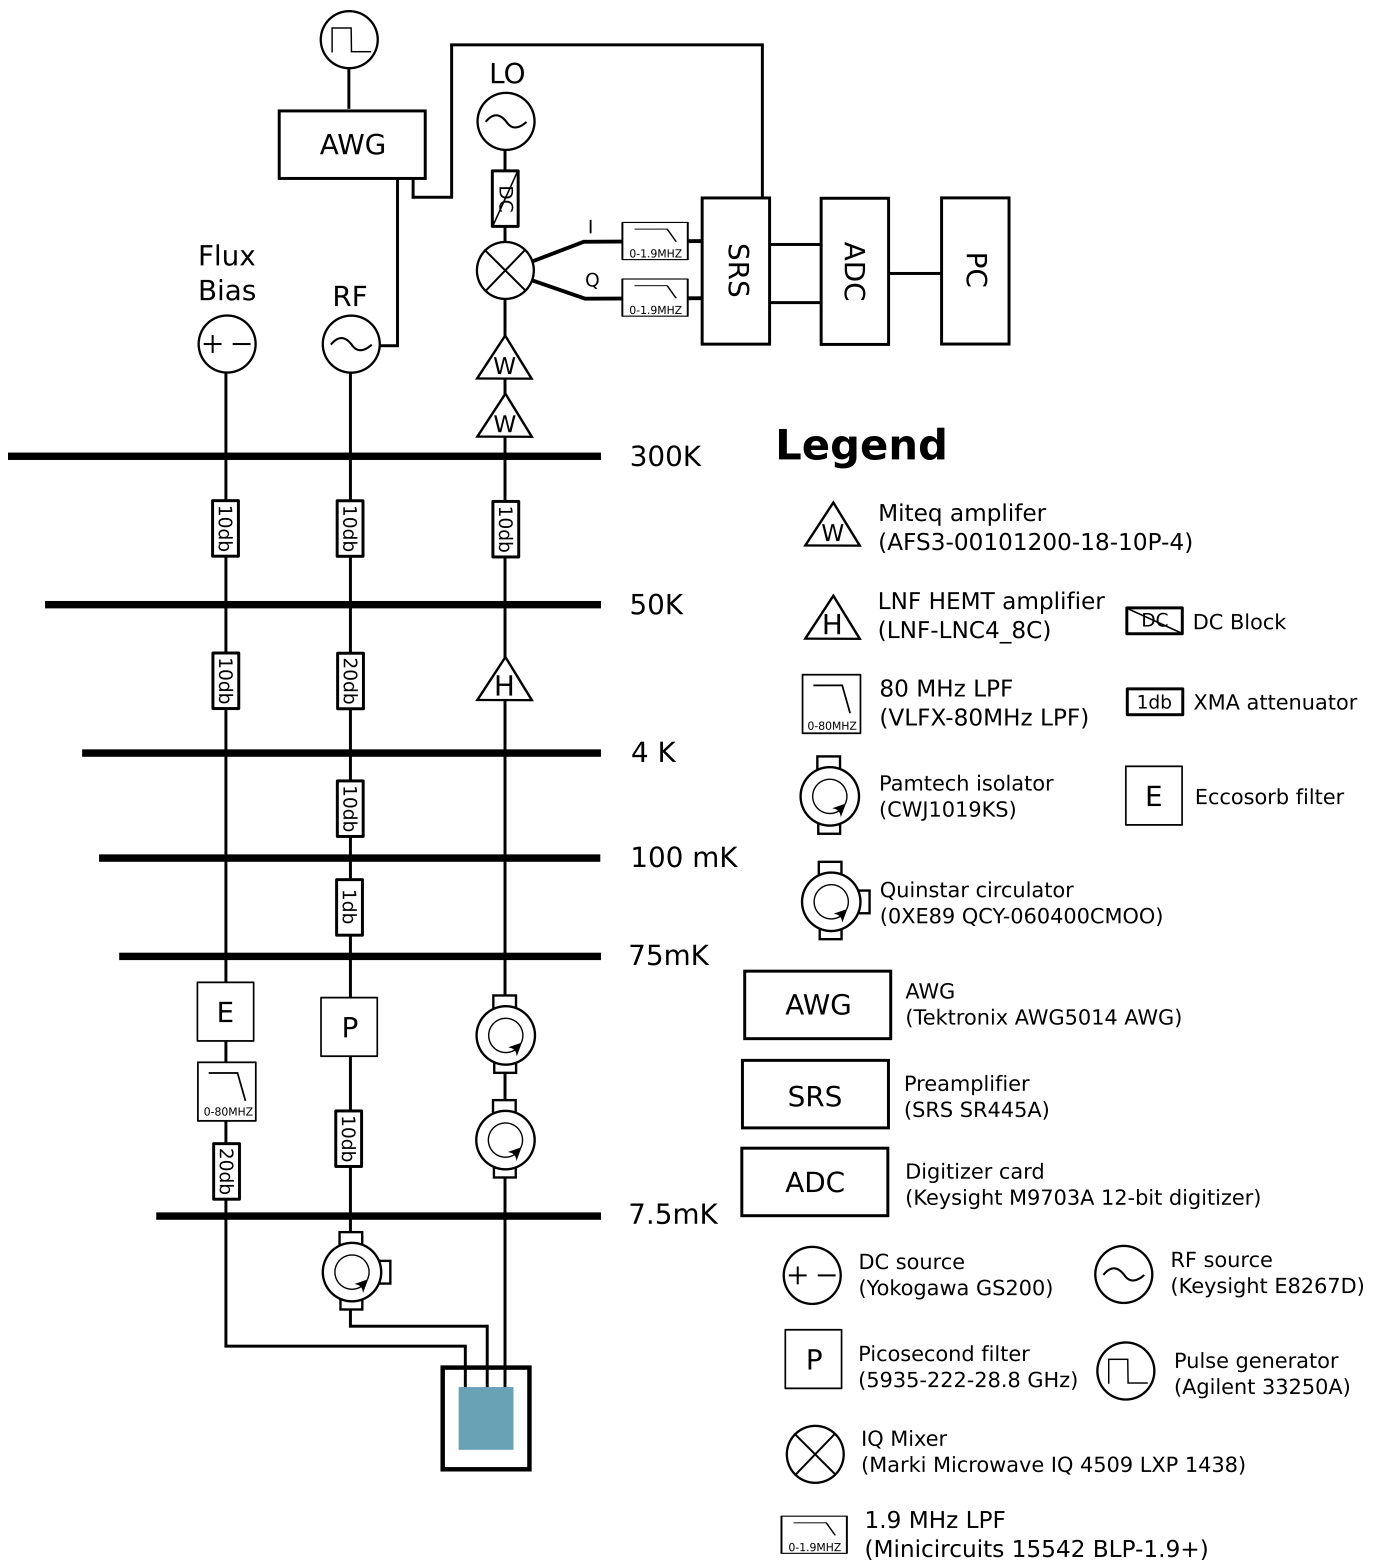 LO
AWG
DC
I
0-1.9MHZ
Q
0-1.9MHZ
SRS
ADC
PC
Flux
Bias
RF
+ −
W
W
300K
10db
10db
10db
50K
10db
20db
H
4 K
10db
100 mK
1db
75mK
E
P
0-80MHZ
10db
20db
7.5mK
Legend
W
Miteq amplifer
(AFS3-00101200-18-10P-4)
H
LNF HEMT amplifier
(LNF-LNC4_8C)
DC
DC Block
0-80MHZ
80 MHz LPF
(VLFX-80MHz LPF)
1db
XMA attenuator
Pamtech isolator
(CWJ1019KS)
E
Eccosorb filter
Quinstar circulator
(0XE89 QCY-060400CMOO)
AWG
AWG
(Tektronix AWG5014 AWG)
SRS
Preamplifier
(SRS SR445A)
ADC
Digitizer card
(Keysight M9703A 12-bit digitizer)
+ −
DC source
(Yokogawa GS200)
RF source
(Keysight E8267D)
P
Picosecond filter
(5935-222-28.8 GHz)
Pulse generator
(Agilent 33250A)
IQ Mixer
(Marki Microwave IQ 4509 LXP 1438)
0-1.9MHZ
1.9 MHz LPF
(Minicircuits 15542 BLP-1.9+)